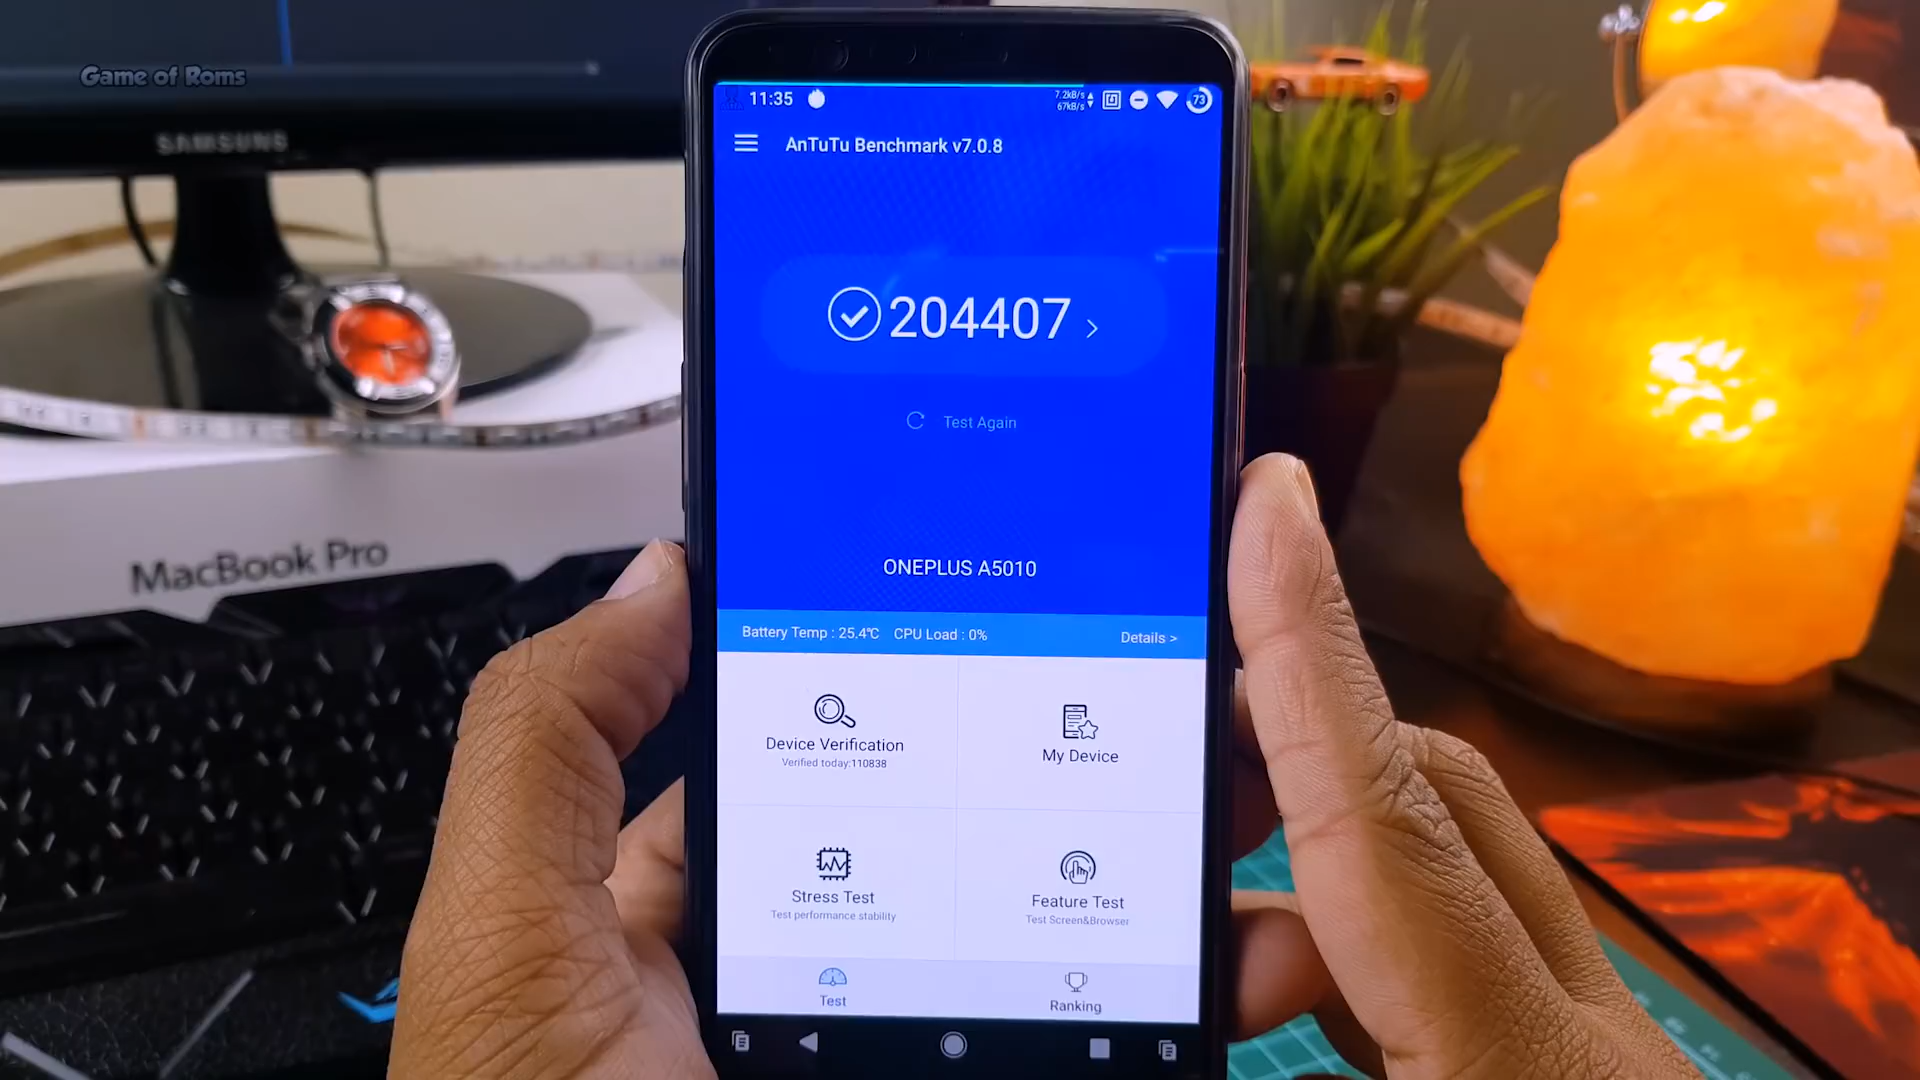 Game of Roms
SAMSUNG
MacBook Pro
11:35
7.2kB/s
67kB/s
73
AnTuTu Benchmark v7.0.8
204407 >
Test Again
ONEPLUS A5010
Battery Temp : 25.4℃ CPU Load : 0% Details >
Device Verification
Verified today:110838
My Device
Stress Test
Test performance stability
Feature Test
Test Screen&Browser
Test
Ranking